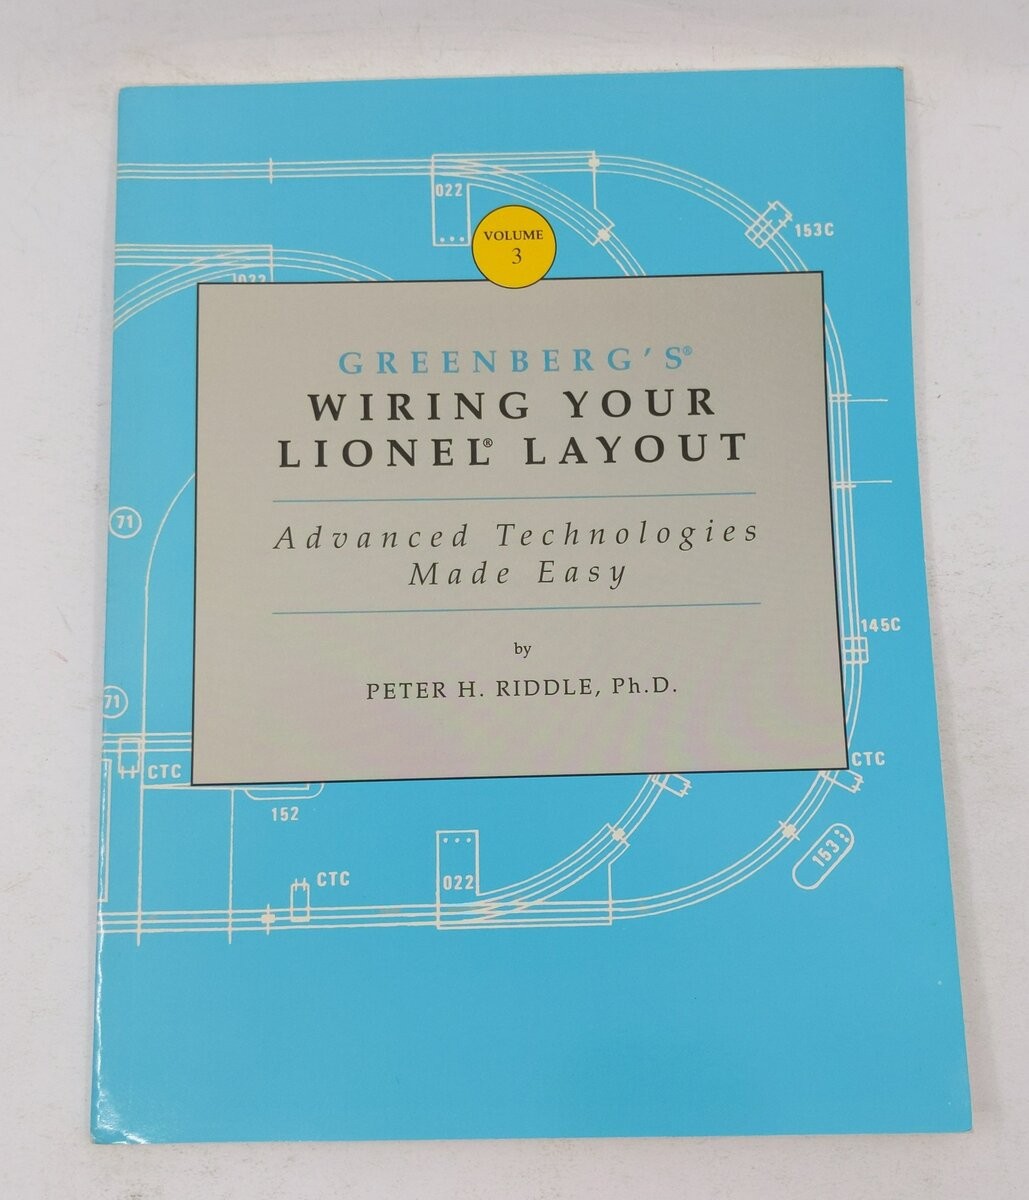 022
153C
VOLUME
3
022
GREENBERG'S®
WIRING YOUR
LIONEL® LAYOUT
71
Advanced Technologies
Made Easy
145C
by
PETER H. RIDDLE, Ph.D.
71
CTC
CTC
152
153
CTC
022